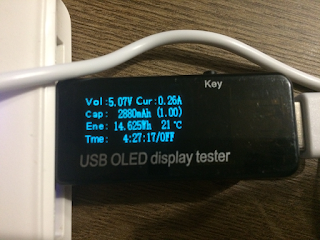 Key
Vol:5.07V Cur:0.26A
Cap: 2880mAh (1.00)
Ene: 14.625Wh 21℃
Tme: 4:27:17/OFF
USB OLED display tester